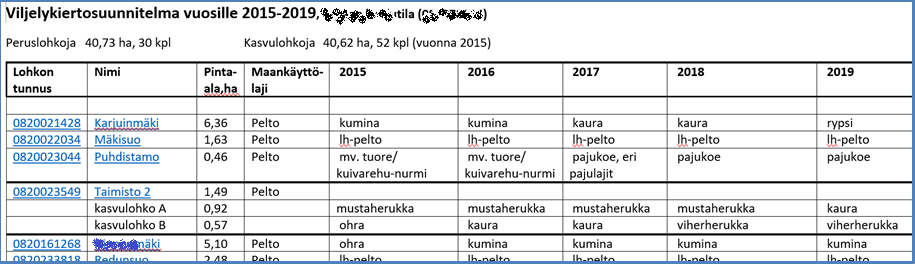 Viljelykiertosuunnitelma vuosille 2015-2019, tila (
Peruslohkoja 40,73 ha, 30 kpl Kasvulohkoja 40,62 ha, 52 kpl (vuonna 2015)
Lohkon tunnus Nimi Pinta-ala,ha Maankäyttö-laji 2015 2016 2017 2018 2019
0820021428 Karjuinmäki 6,36 Pelto kumina kumina kaura kaura rypsi
0820022034 Mäkisuo 1,63 Pelto lh-pelto lh-pelto lh-pelto lh-pelto lh-pelto
0820023044 Puhdistamo 0,46 Pelto mv. tuore/ mv. tuore/ pajukoe, eri pajukoe pajukoe
kuivarehu-nurmi kuivarehu-nurmi pajulajit
0820023549 Taimisto 2 1,49 Pelto
kasvulohko A 0,92 mustaherukka mustaherukka mustaherukka mustaherukka kaura
kasvulohko B 0,57 ohra kaura kaura viherherukka viherherukka
0820161268 mäki 5,10 Pelto ohra kumina kumina kumina kumina
0820233818 Redunsuo 2,48 Pelto lh-pelto lh-pelto lh-pelto lh-pelto lh-pelto